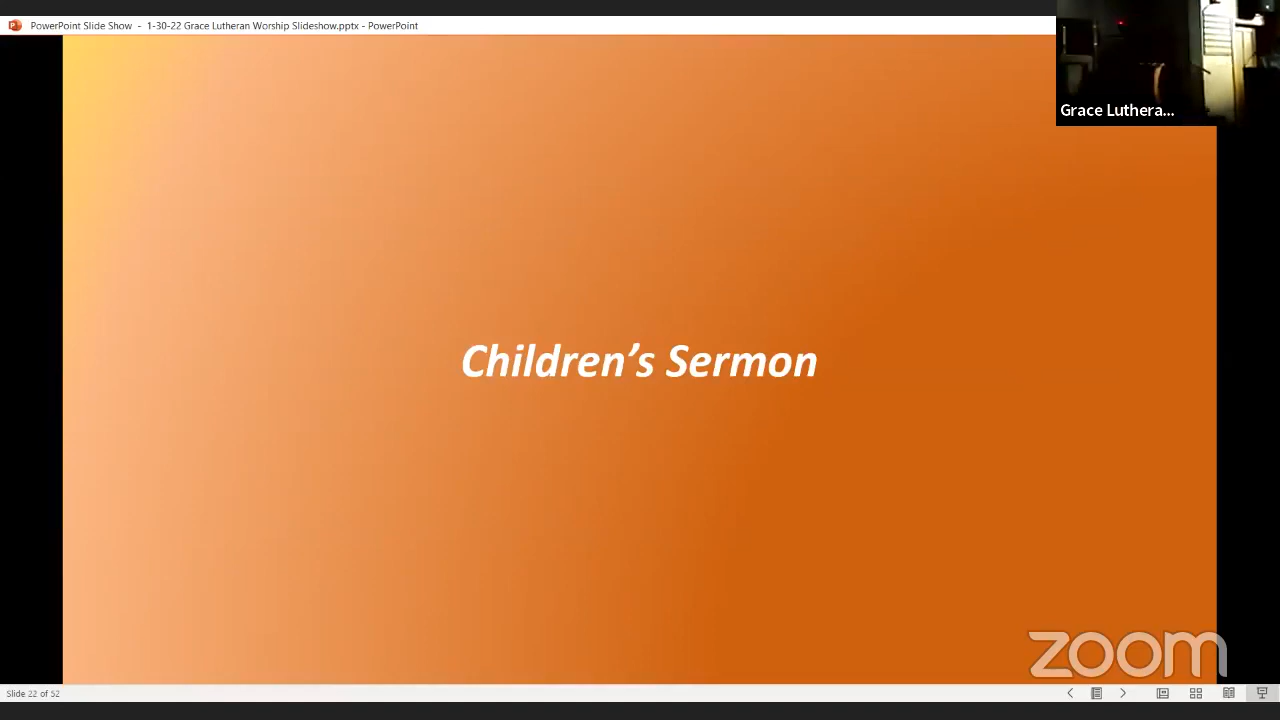 PowerPoint Slide Show - 1-30-22 Grace Lutheran Worship Slideshow.pptx - PowerPoint
Grace Luthera...
Children's Sermon
zoom
Slide 22 of 52